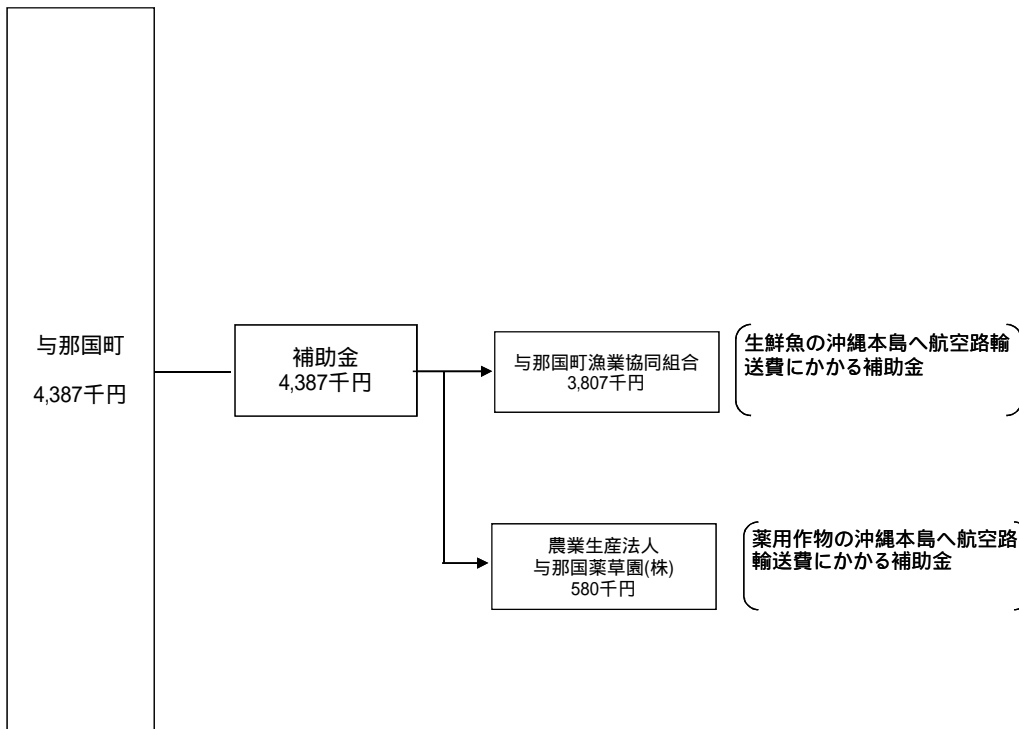 与那国町
4,387千円
補助金
4,387千円
与那国町漁業協同組合
3,807千円
生鮮魚の沖縄本島へ航空路輸
送費にかかる補助金
農業生産法人
与那国薬草園(株)
580千円
薬用作物の沖縄本島へ航空路
輸送費にかかる補助金